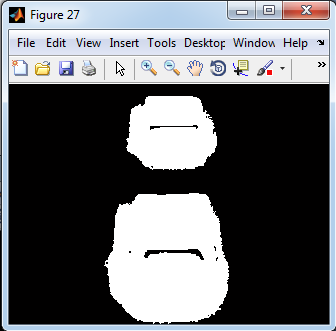 Figure 27
File Edit View Insert Tools Desktop Window Help
»